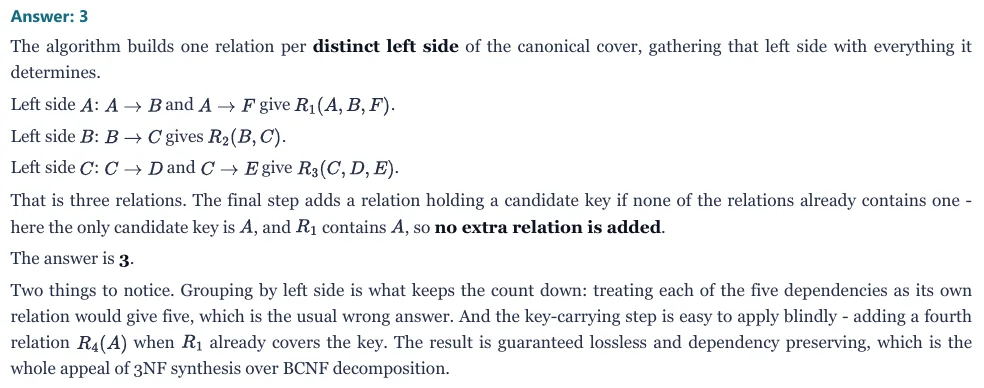 Answer: 3
The algorithm builds one relation per distinct left side of the canonical cover, gathering that left side with everything it
determines.
Left side A: A → B and A → F give R₁(A, B, F).
Left side B: B → C gives R₂(B, C).
Left side C: C → D and C → E give R₃(C, D, E).
That is three relations. The final step adds a relation holding a candidate key if none of the relations already contains one -
here the only candidate key is A, and R₁ contains A, so no extra relation is added.
The answer is 3.
Two things to notice. Grouping by left side is what keeps the count down: treating each of the five dependencies as its own
relation would give five, which is the usual wrong answer. And the key-carrying step is easy to apply blindly - adding a fourth
relation R₄(A) when R₁ already covers the key. The result is guaranteed lossless and dependency preserving, which is the
whole appeal of 3NF synthesis over BCNF decomposition.